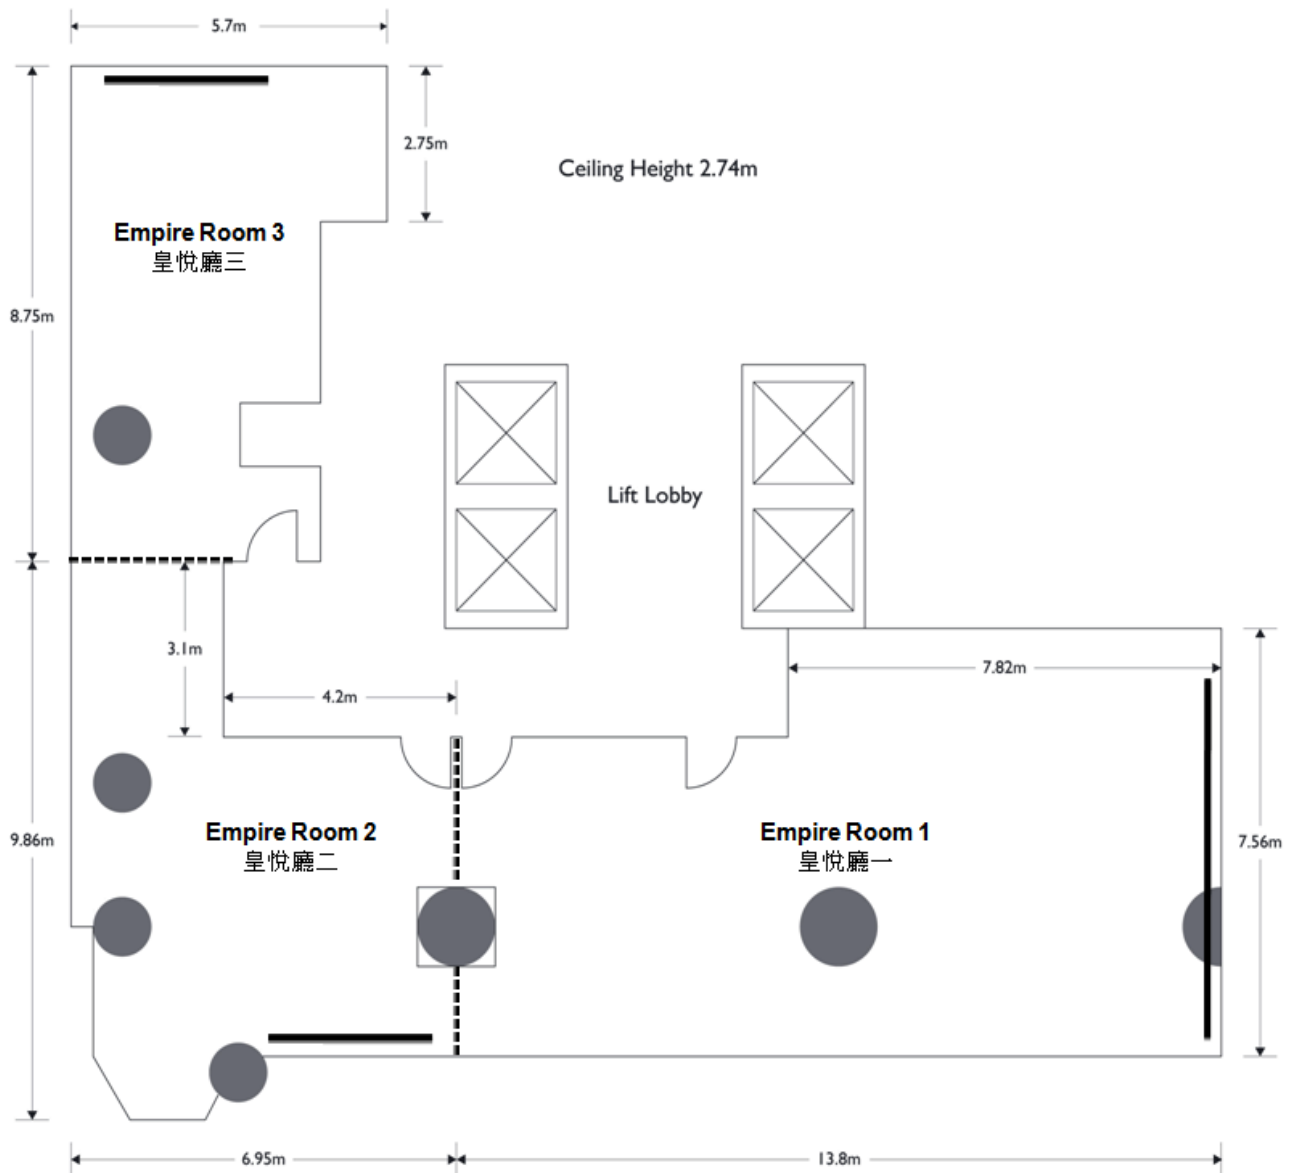 5.7m
2.75m
Ceiling Height 2.74m
Empire Room 3
皇悅廳三
8.75m
Lift Lobby
3.1m
7.82m
4.2m
Empire Room 2
皇悅廳二
Empire Room 1
皇悅廳一
9.86m
7.56m
6.95m
13.8m